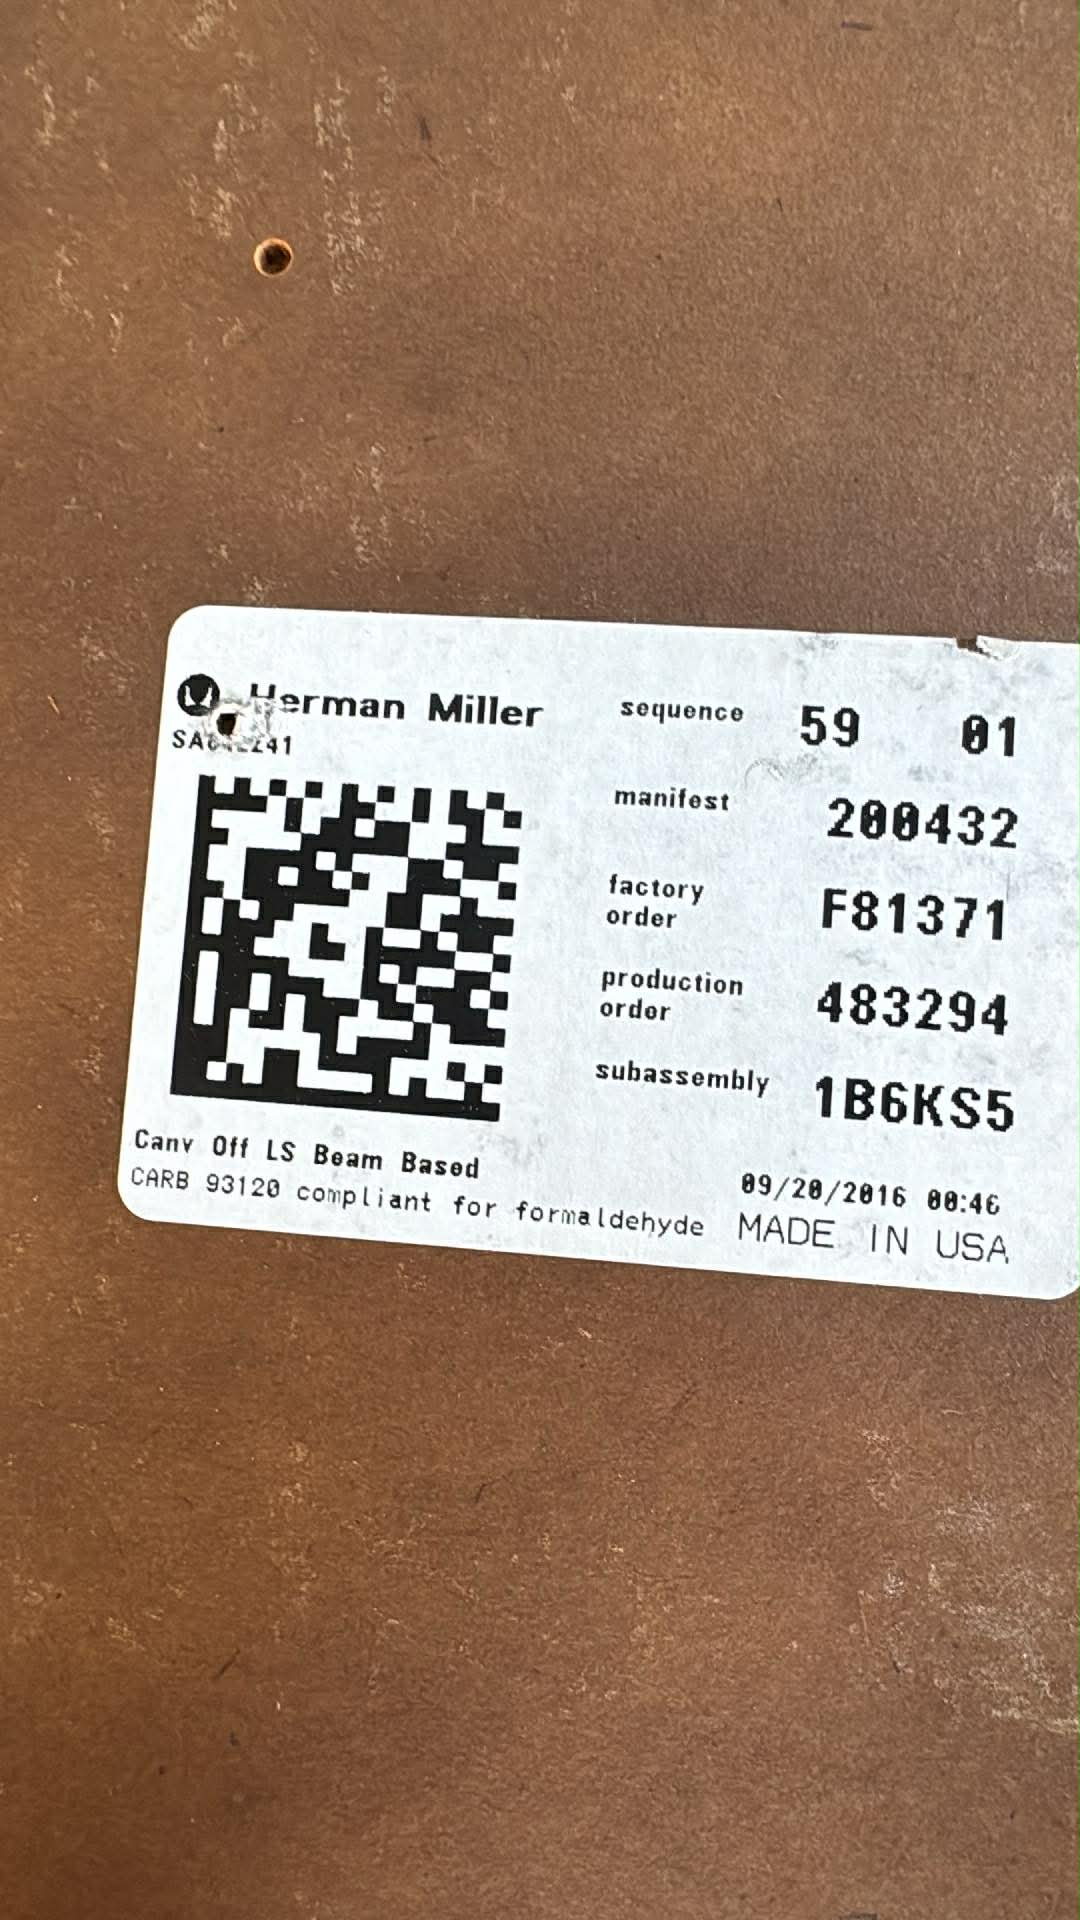 Herman Miller
sequence 59 01
manifest 200432
factory order F81371
production order 483294
subassembly 1B6KS5
Canv Off LS Beam Based
09/20/2016 00:46
CARB 93120 compliant for formaldehyde MADE IN USA